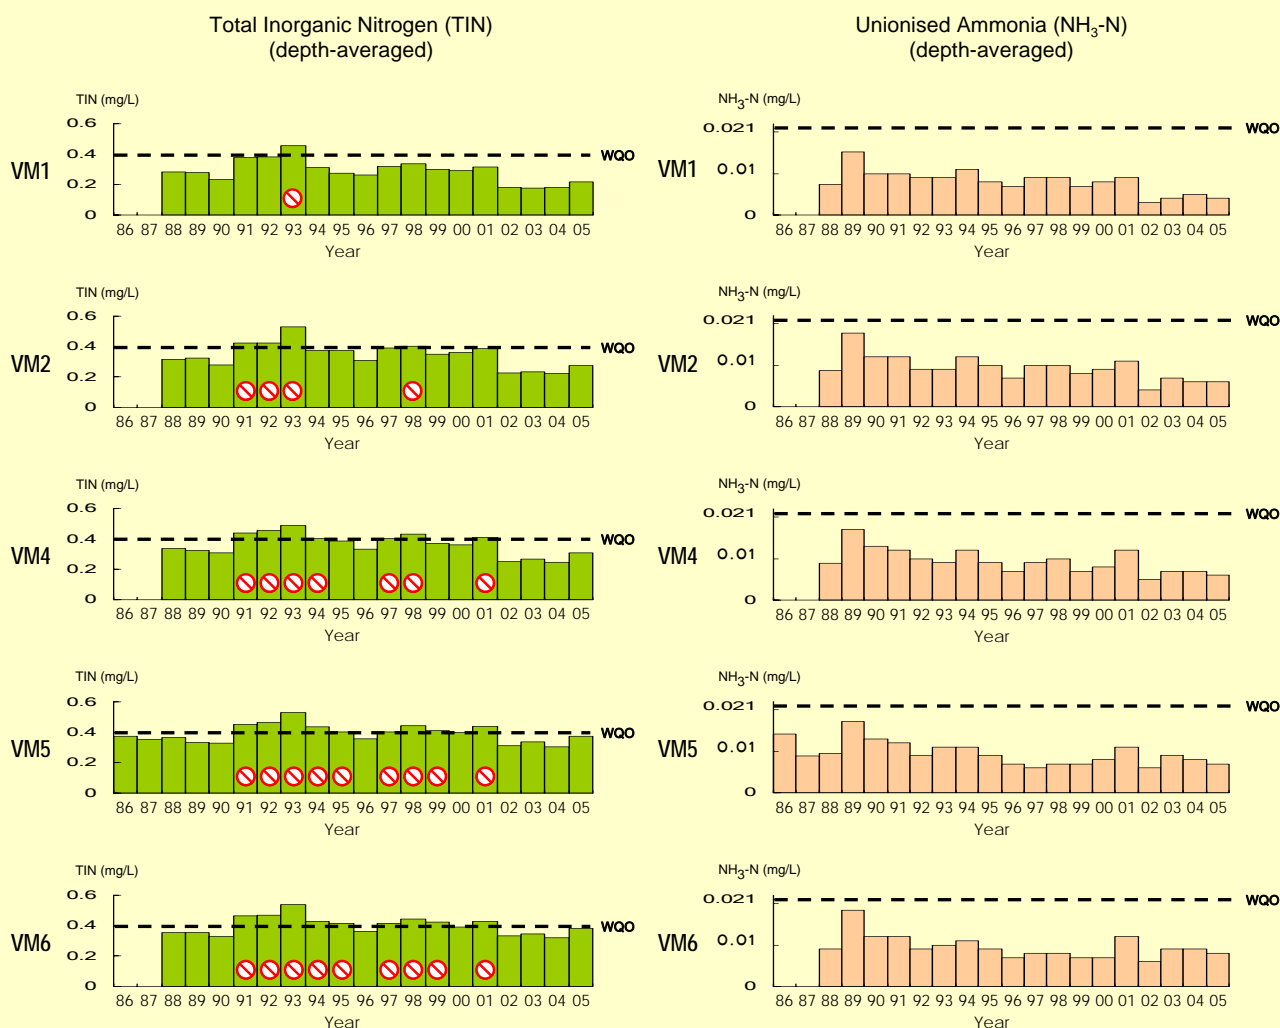 Total Inorganic Nitrogen (TIN)
(depth-averaged)
Unionised Ammonia (NH₃-N)
(depth-averaged)
VM1
TIN (mg/L)
0.6
0.4
0.2
0
WQO
86 87 88 89 90 91 92 93 94 95 96 97 98 99 00 01 02 03 04 05
Year
NH₃-N (mg/L)
VM1
0.021
0.01
0
WQO
86 87 88 89 90 91 92 93 94 95 96 97 98 99 00 01 02 03 04 05
Year
VM2
TIN (mg/L)
0.6
0.4
0.2
0
WQO
86 87 88 89 90 91 92 93 94 95 96 97 98 99 00 01 02 03 04 05
Year
NH₃-N (mg/L)
VM2
0.021
0.01
0
WQO
86 87 88 89 90 91 92 93 94 95 96 97 98 99 00 01 02 03 04 05
Year
VM4
TIN (mg/L)
0.6
0.4
0.2
0
WQO
86 87 88 89 90 91 92 93 94 95 96 97 98 99 00 01 02 03 04 05
Year
NH₃-N (mg/L)
VM4
0.021
0.01
0
WQO
86 87 88 89 90 91 92 93 94 95 96 97 98 99 00 01 02 03 04 05
Year
VM5
TIN (mg/L)
0.6
0.4
0.2
0
WQO
86 87 88 89 90 91 92 93 94 95 96 97 98 99 00 01 02 03 04 05
Year
NH₃-N (mg/L)
VM5
0.021
0.01
0
WQO
86 87 88 89 90 91 92 93 94 95 96 97 98 99 00 01 02 03 04 05
Year
VM6
TIN (mg/L)
0.6
0.4
0.2
0
WQO
86 87 88 89 90 91 92 93 94 95 96 97 98 99 00 01 02 03 04 05
Year
NH₃-N (mg/L)
VM6
0.021
0.01
0
WQO
86 87 88 89 90 91 92 93 94 95 96 97 98 99 00 01 02 03 04 05
Year